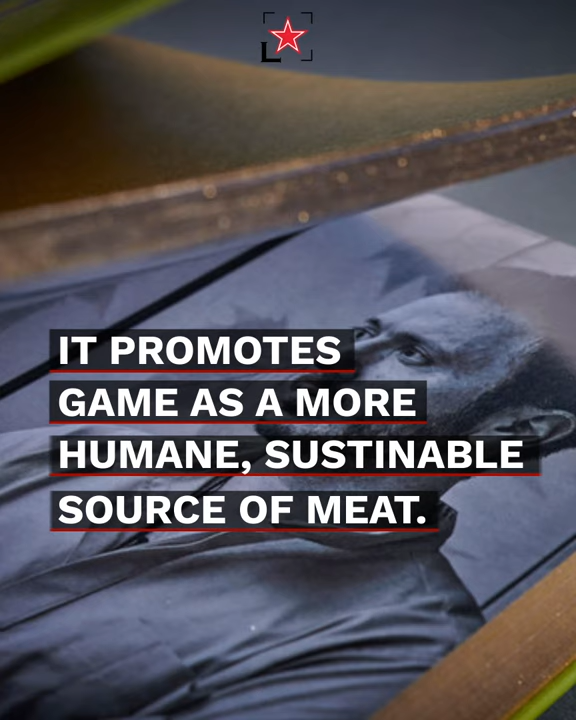 L
IT PROMOTES
GAME AS A MORE
HUMANE, SUSTINABLE
SOURCE OF MEAT.